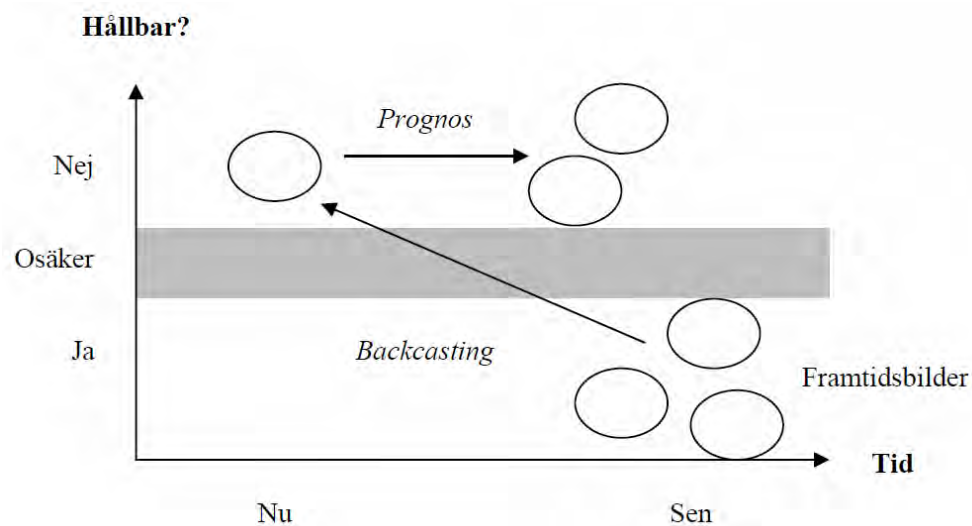 Hållbar?
Prognos
Nej
Osäker
Ja
Backcasting
Framtidsbilder
Tid
Nu
Sen